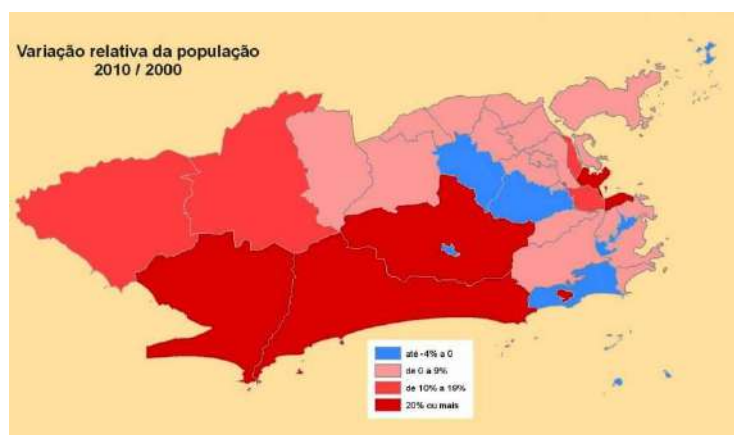 Variação relativa da população
2010 / 2000
até -4% a 0
de 0 a 9%
de 10% a 19%
20% ou mais